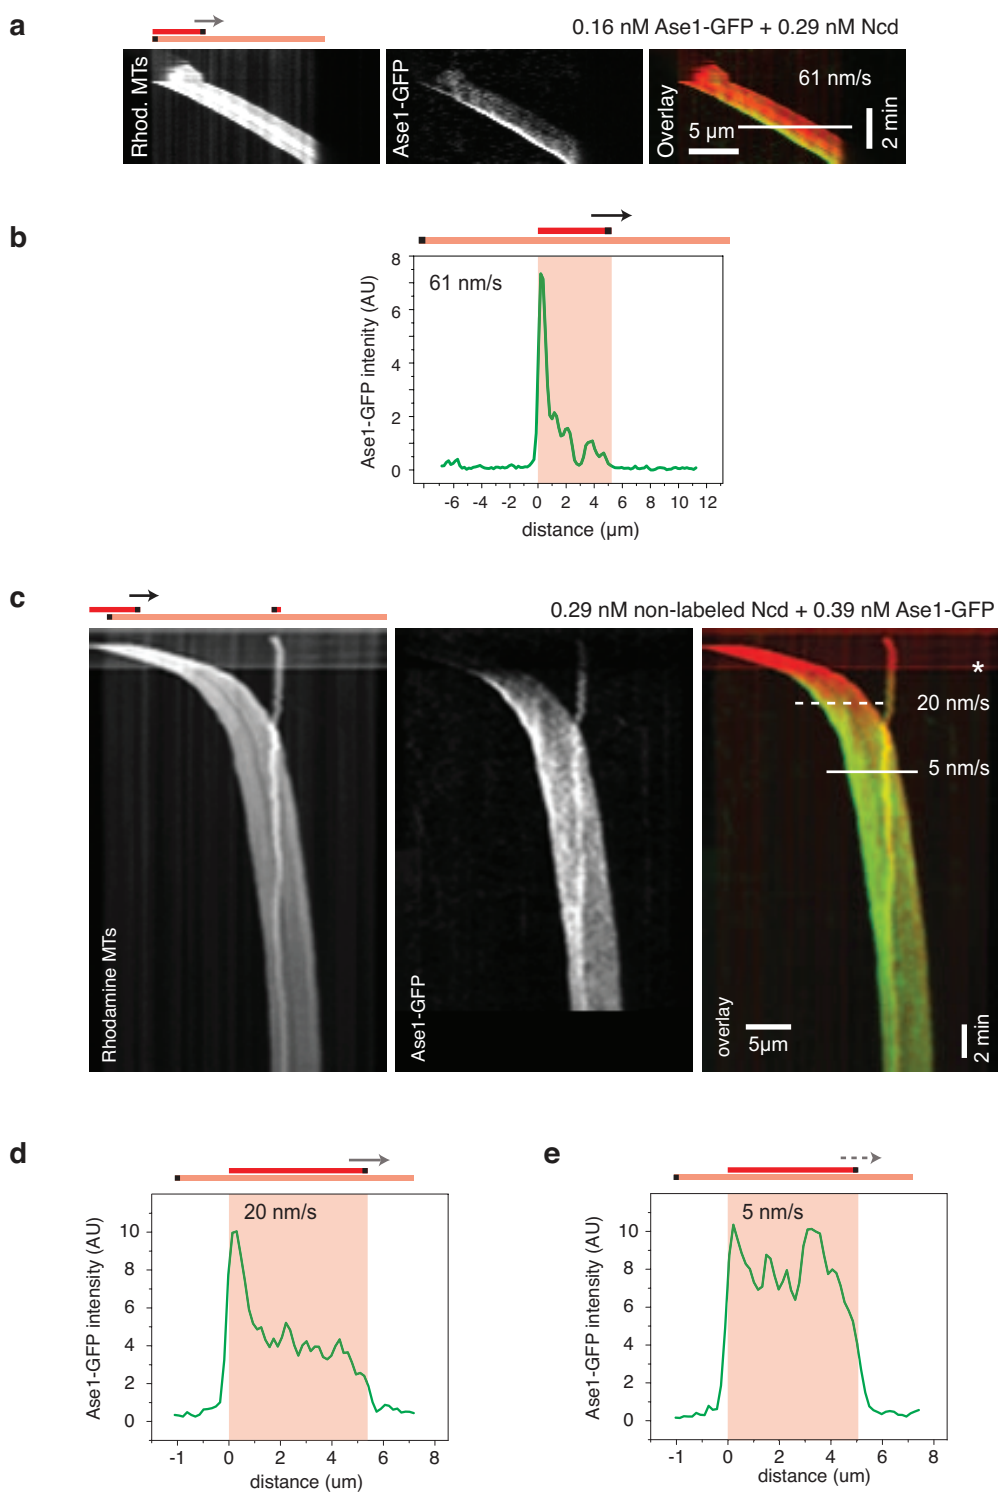 a
0.16 nM Ase1-GFP + 0.29 nM Ncd
Rhod. MTs
Ase1-GFP
Overlay
61 nm/s
5 µm
2 min
b
61 nm/s
Ase1-GFP intenity (AU)
8
6
4
2
0
-6 -4 -2 0 2 4 6 8 10 12
distance (µm)
c
0.29 nM non-labeled Ncd + 0.39 nM Ase1-GFP
Rhodamine MTs
Ase1-GFP
overlay
*
20 nm/s
5 nm/s
5µm
2 min
d
20 nm/s
Ase1-GFP intensity (AU)
10
8
6
4
2
0
-1 0 2 4 6 8
distance (um)
e
5 nm/s
Ase1-GFP intensity (AU)
10
8
6
4
2
0
-1 0 2 4 6 8
distance (um)